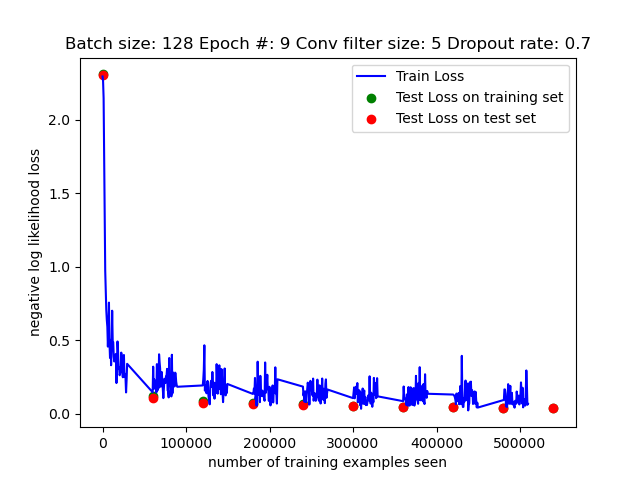 Batch size: 128 Epoch #: 9 Conv filter size: 5 Dropout rate: 0.7
Train Loss
Test Loss on training set
Test Loss on test set
negative log likelihood loss
2.0
1.5
1.0
0.5
0.0
0 100000 200000 300000 400000 500000
number of training examples seen